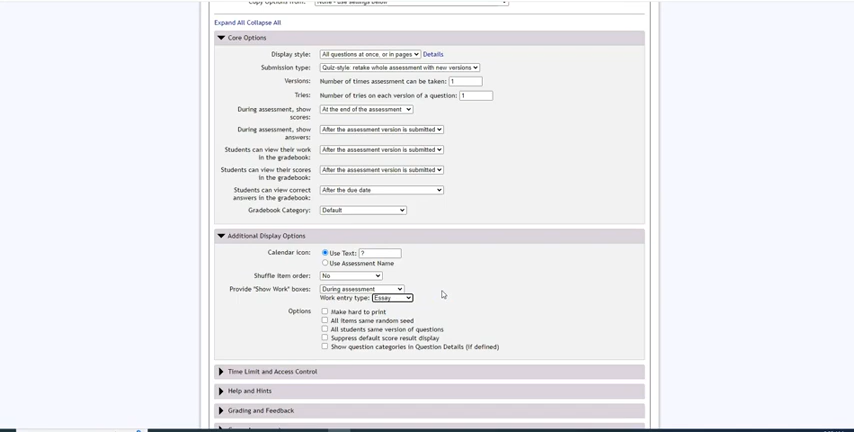 Copy options from: None - use settings below
Expand All Collapse All
Core Options
Display style: All questions at once, or in pages Details
Submission type: Quiz-style: retake whole assessment with new versions
Versions: Number of times assessment can be taken: 1
Tries: Number of tries on each version of a question: 1
During assessment, show scores: At the end of the assessment
During assessment, show answers: After the assessment version is submitted
Students can view their work in the gradebook: After the assessment version is submitted
Students can view their scores in the gradebook: After the assessment version is submitted
Students can view correct answers in the gradebook: After the due date
Gradebook Category: Default
Additional Display Options
Calendar icon: Use Text: ?
Use Assessment Name
Shuffle item order: No
Provide "Show Work" boxes: During assessment
Work entry type: Essay
Options Make hard to print
All items same random seed
All students same version of questions
Suppress default score result display
Show question categories in Question Details (if defined)
Time Limit and Access Control
Help and Hints
Grading and Feedback